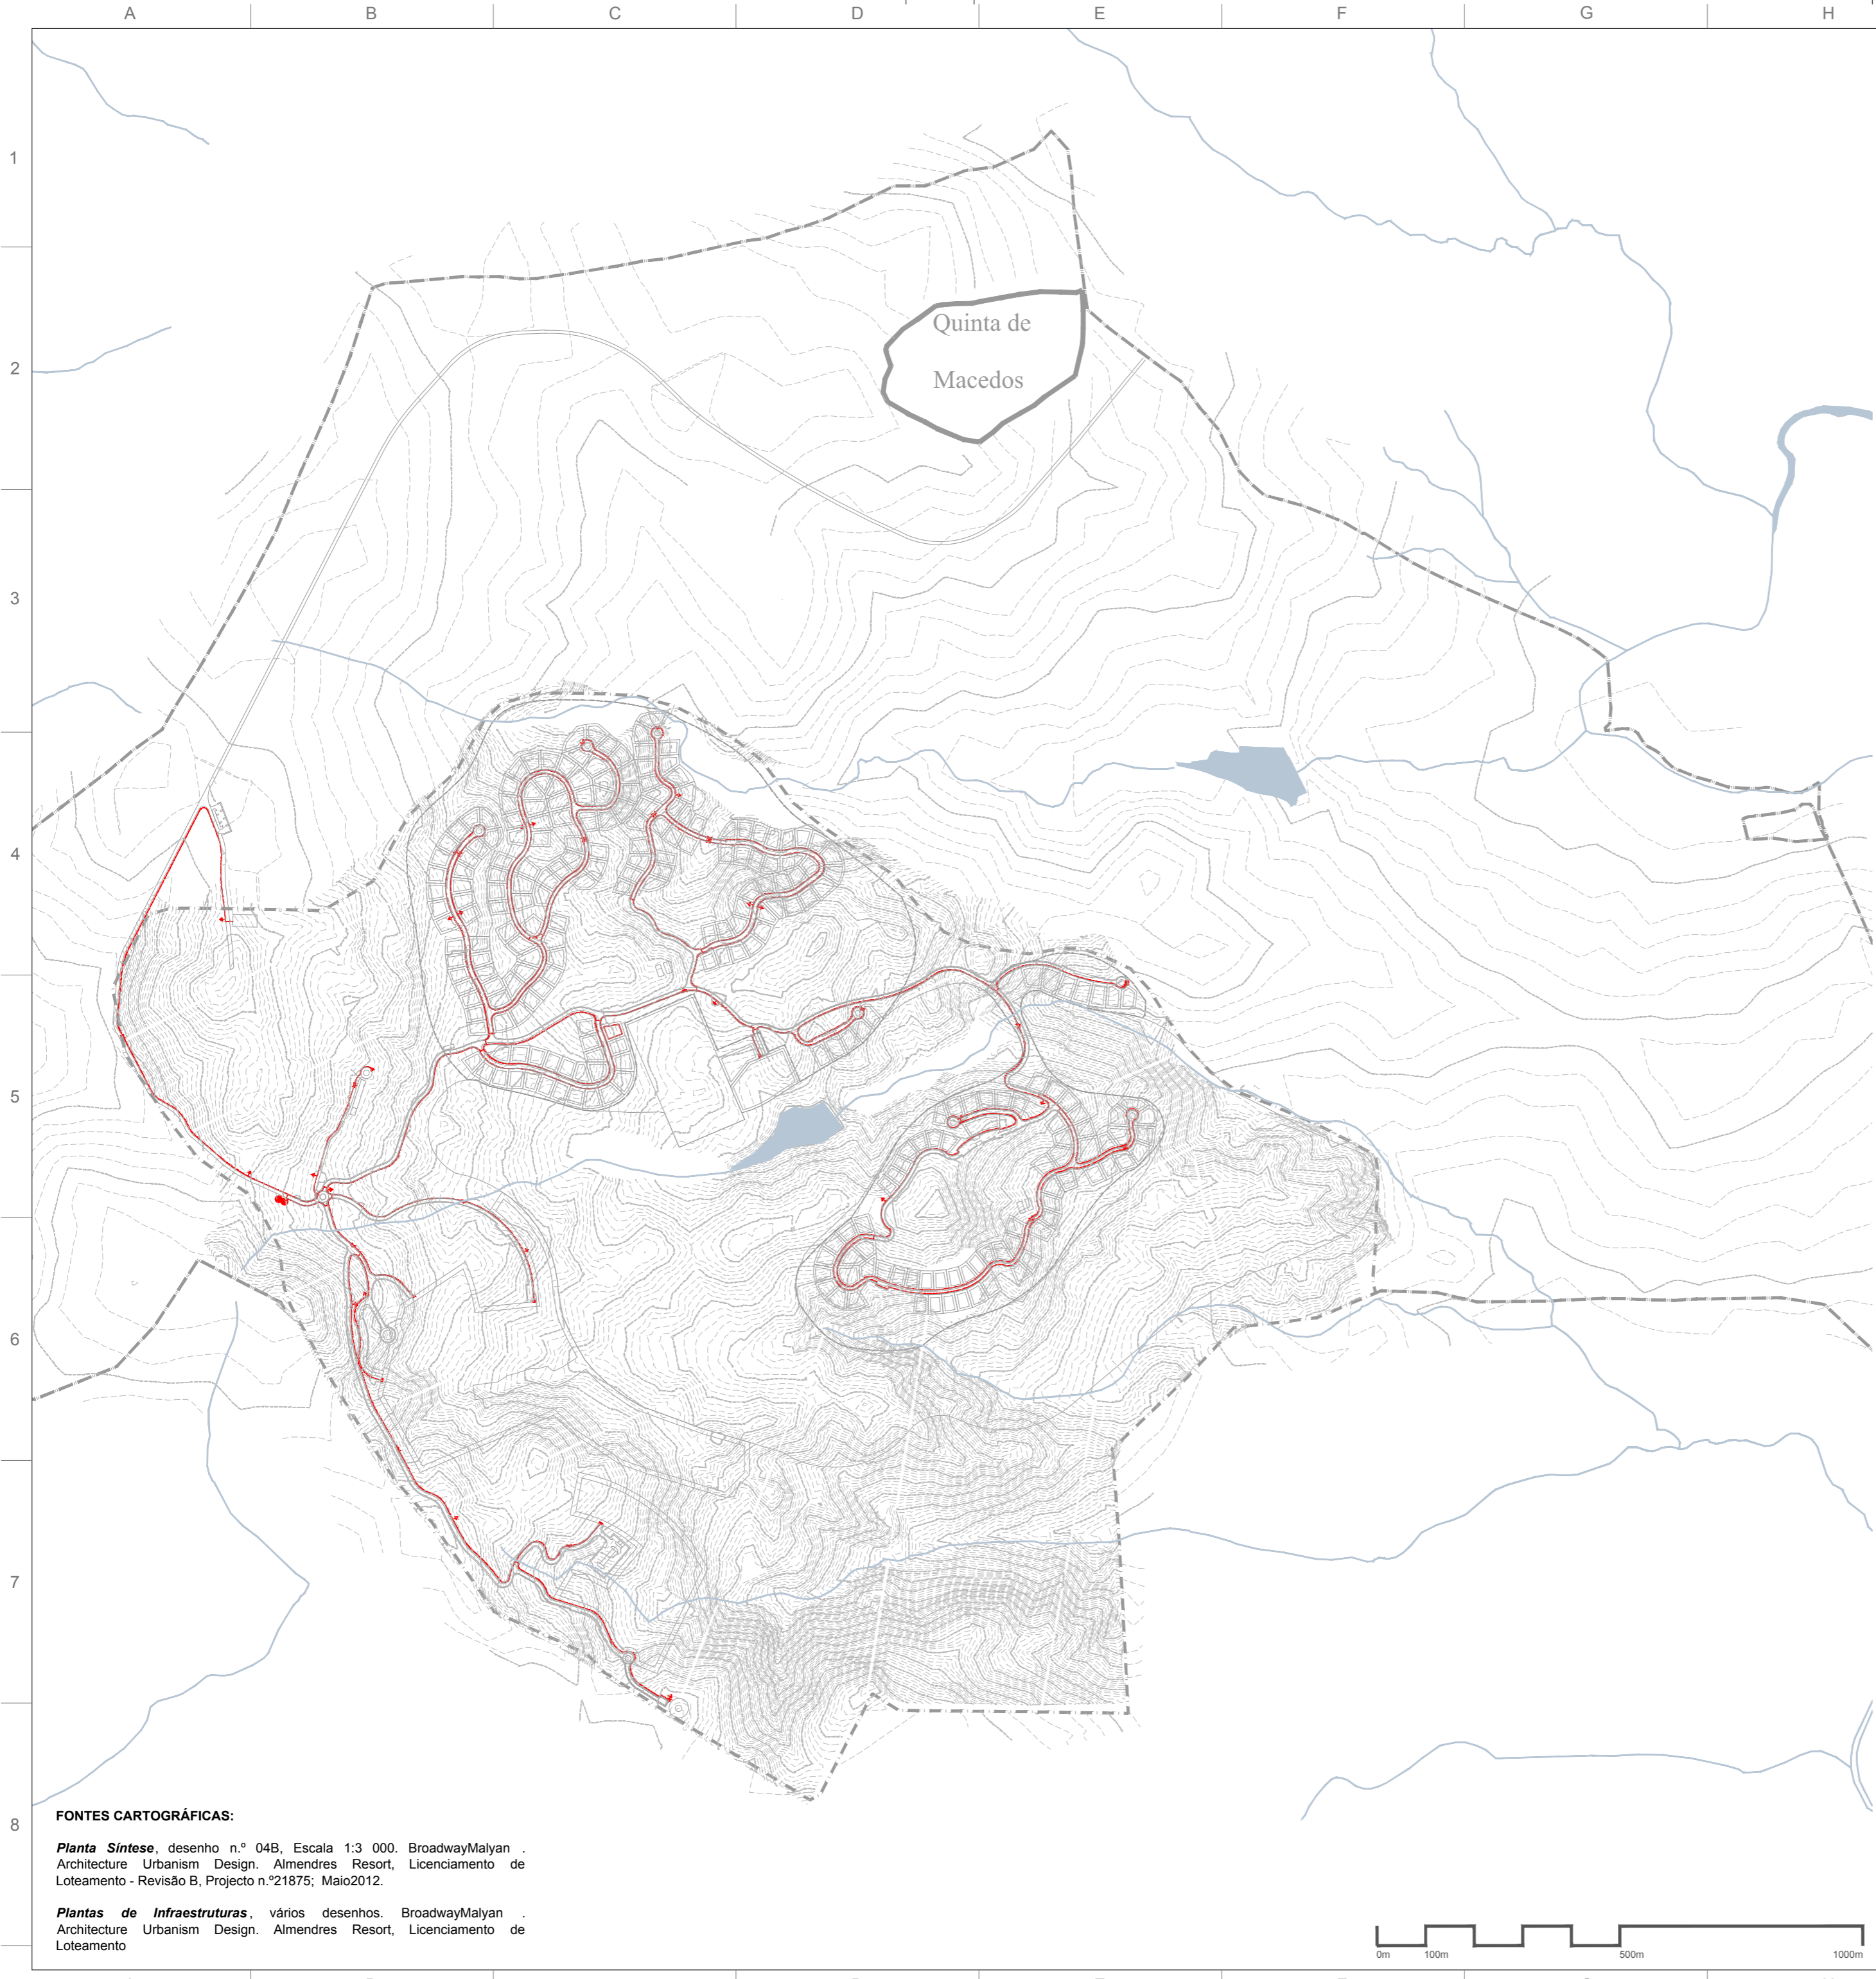 A B C D E F G H
1
Quinta de
2
Macedos
3
4
5
6
7
8
FONTES CARTOGRÁFICAS:
Planta Síntese, desenho n.º 04B, Escala 1:3 000. BroadwayMalyan .
Architecture Urbanism Design. Almendres Resort, Licenciamento de
Loteamento - Revisão B, Projecto n.º21875; Maio2012.
Plantas de Infraestruturas, vários desenhos. BroadwayMalyan .
Architecture Urbanism Design. Almendres Resort, Licenciamento de
Loteamento
0m 100m 500m 1000m